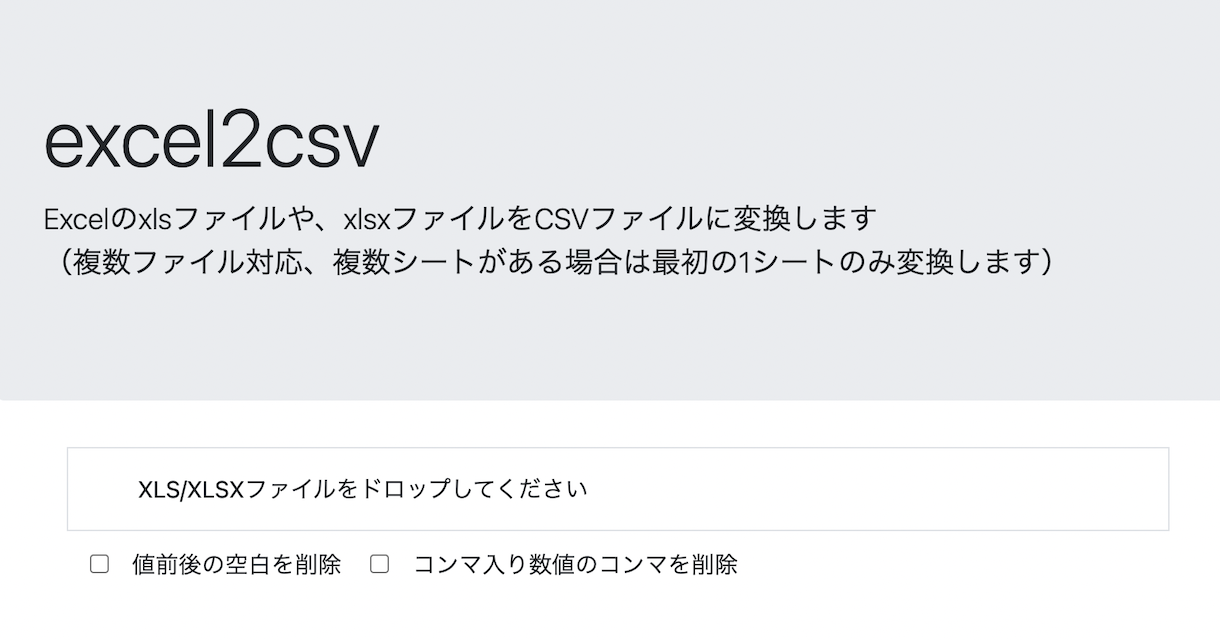 excel2csv
Excelのxlsファイルや、xlsxファイルをCSVファイルに変換します
（複数ファイル対応、複数シートがある場合は最初の1シートのみ変換します）
XLS/XLSXファイルをドロップしてください
値前後の空白を削除 コンマ入り数値のコンマを削除